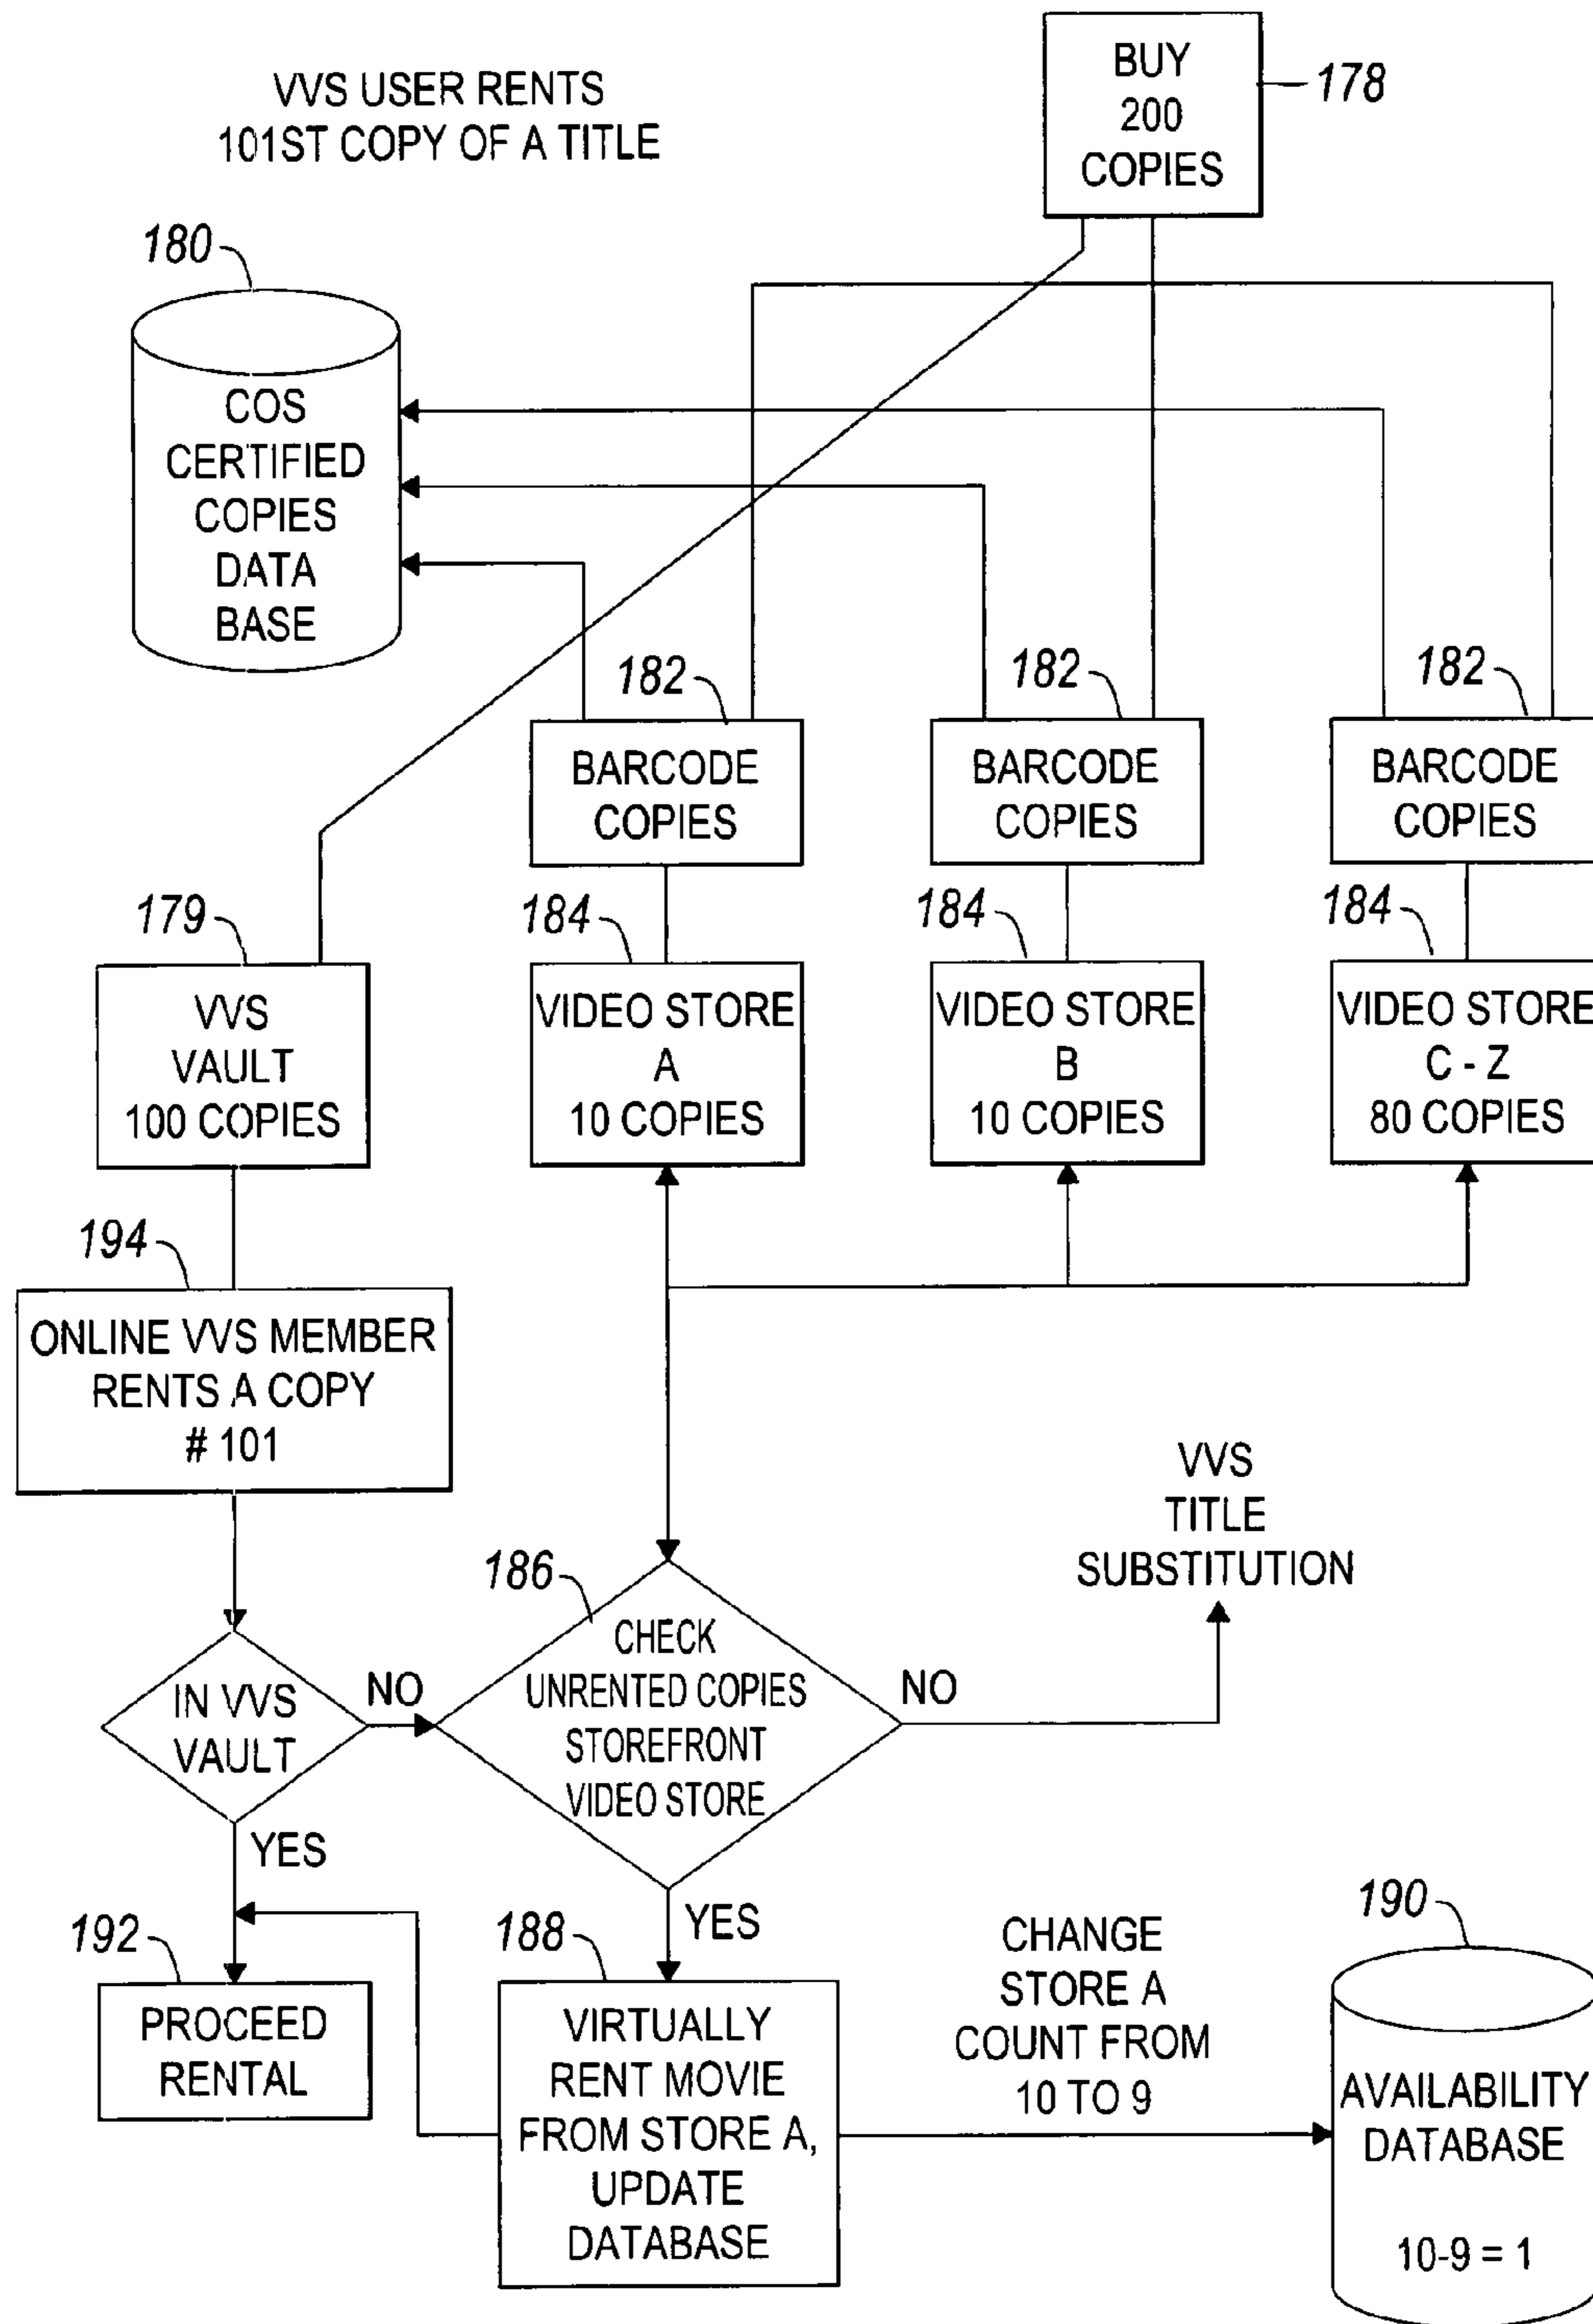 VVS USER RENTS
101ST COPY OF A TITLE
BUY
200
COPIES
178
180
COS
CERTIFIED
COPIES
DATA
BASE
182
BARCODE
COPIES
182
BARCODE
COPIES
182
BARCODE
COPIES
179
VVS
VAULT
100 COPIES
184
VIDEO STORE
A
10 COPIES
184
VIDEO STORE
B
10 COPIES
184
VIDEO STORE
C - Z
80 COPIES
194
ONLINE VVS MEMBER
RENTS A COPY
# 101
IN VVS
VAULT
NO
YES
186
CHECK
UNRENTED COPIES
STOREFRONT
VIDEO STORE
NO
YES
VVS
TITLE
SUBSTITUTION
192
PROCEED
RENTAL
188
VIRTUALLY
RENT MOVIE
FROM STORE A,
UPDATE
DATABASE
CHANGE
STORE A
COUNT FROM
10 TO 9
190
AVAILABILITY
DATABASE
10-9 = 1